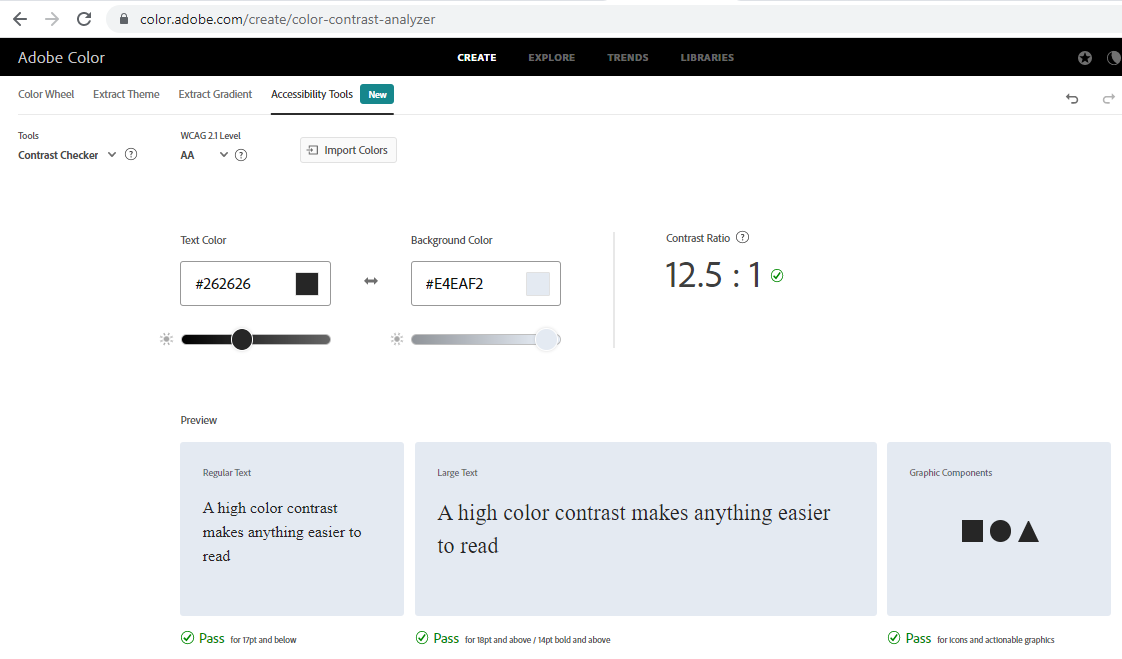 color.adobe.com/create/color-contrast-analyzer
Adobe Color CREATE EXPLORE TRENDS LIBRARIES
Color Wheel Extract Theme Extract Gradient Accessibility Tools New
Tools WCAG 2.1 Level
Contrast Checker ? AA ? Import Colors
Text Color Background Color Contrast Ratio ?
#262626 #E4EAF2 12.5 : 1
Preview
Regular Text
A high color contrast
makes anything easier to
read
Large Text
A high color contrast makes anything easier
to read
Graphic Components
Pass for 17pt and below
Pass for 18pt and above / 14pt bold and above
Pass for icons and actionable graphics